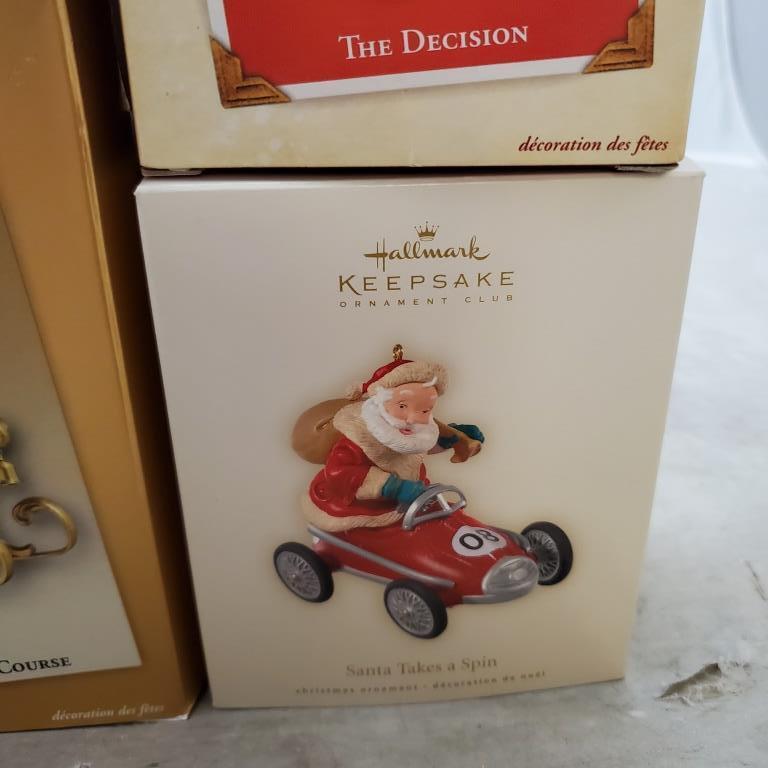 THE DECISION
décoration des fêtes
Hallmark
KEEPSAKE
ORNAMENT CLUB
08
Santa Takes a Spin
christmas ornament · décoration de noël
COURSE
décoration des fêtes